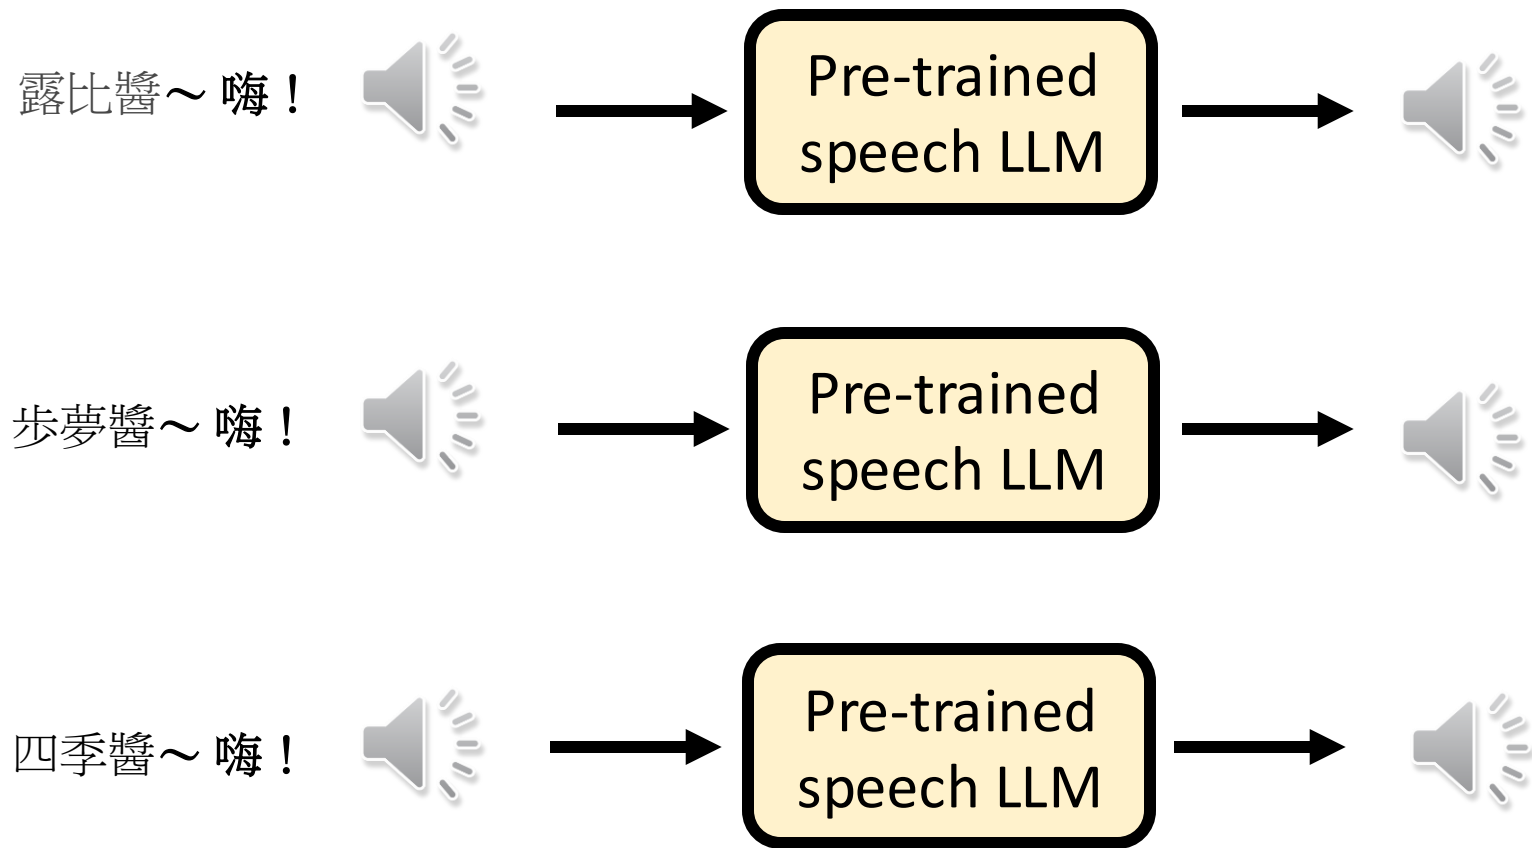 露比醬～ 嗨！
Pre-trained
speech LLM
步夢醬～ 嗨！
Pre-trained
speech LLM
四季醬～ 嗨！
Pre-trained
speech LLM